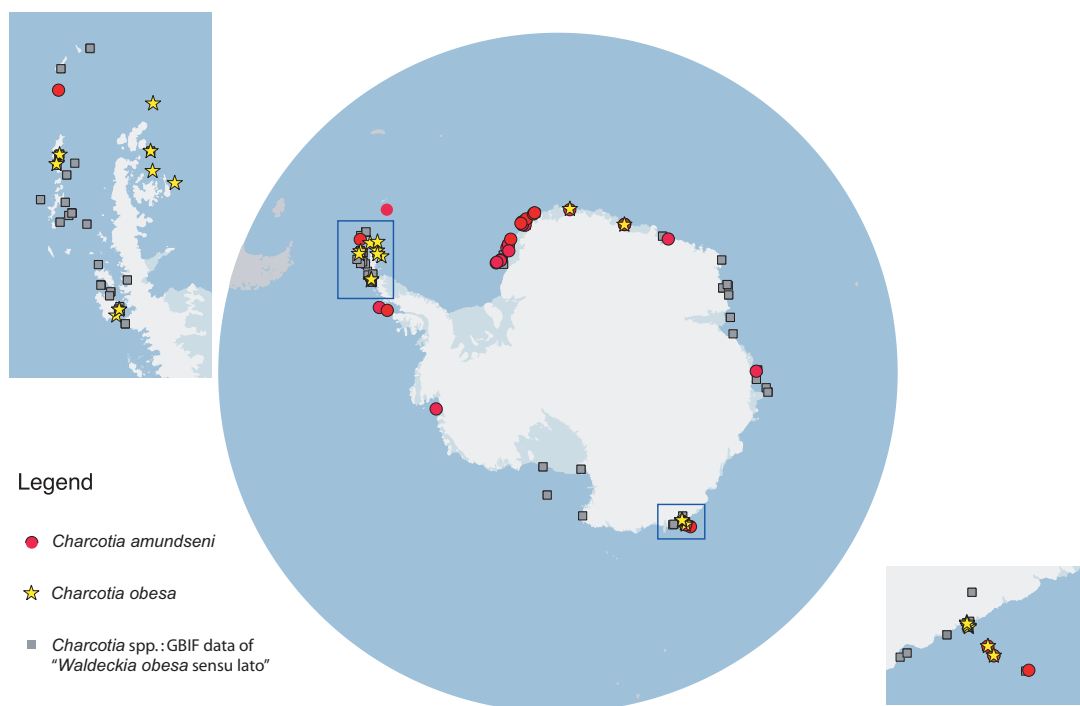 Legend
Charcotia amundseni
Charcotia obesa
Charcotia spp.: GBIF data of
“Waldeckia obesa sensu lato”